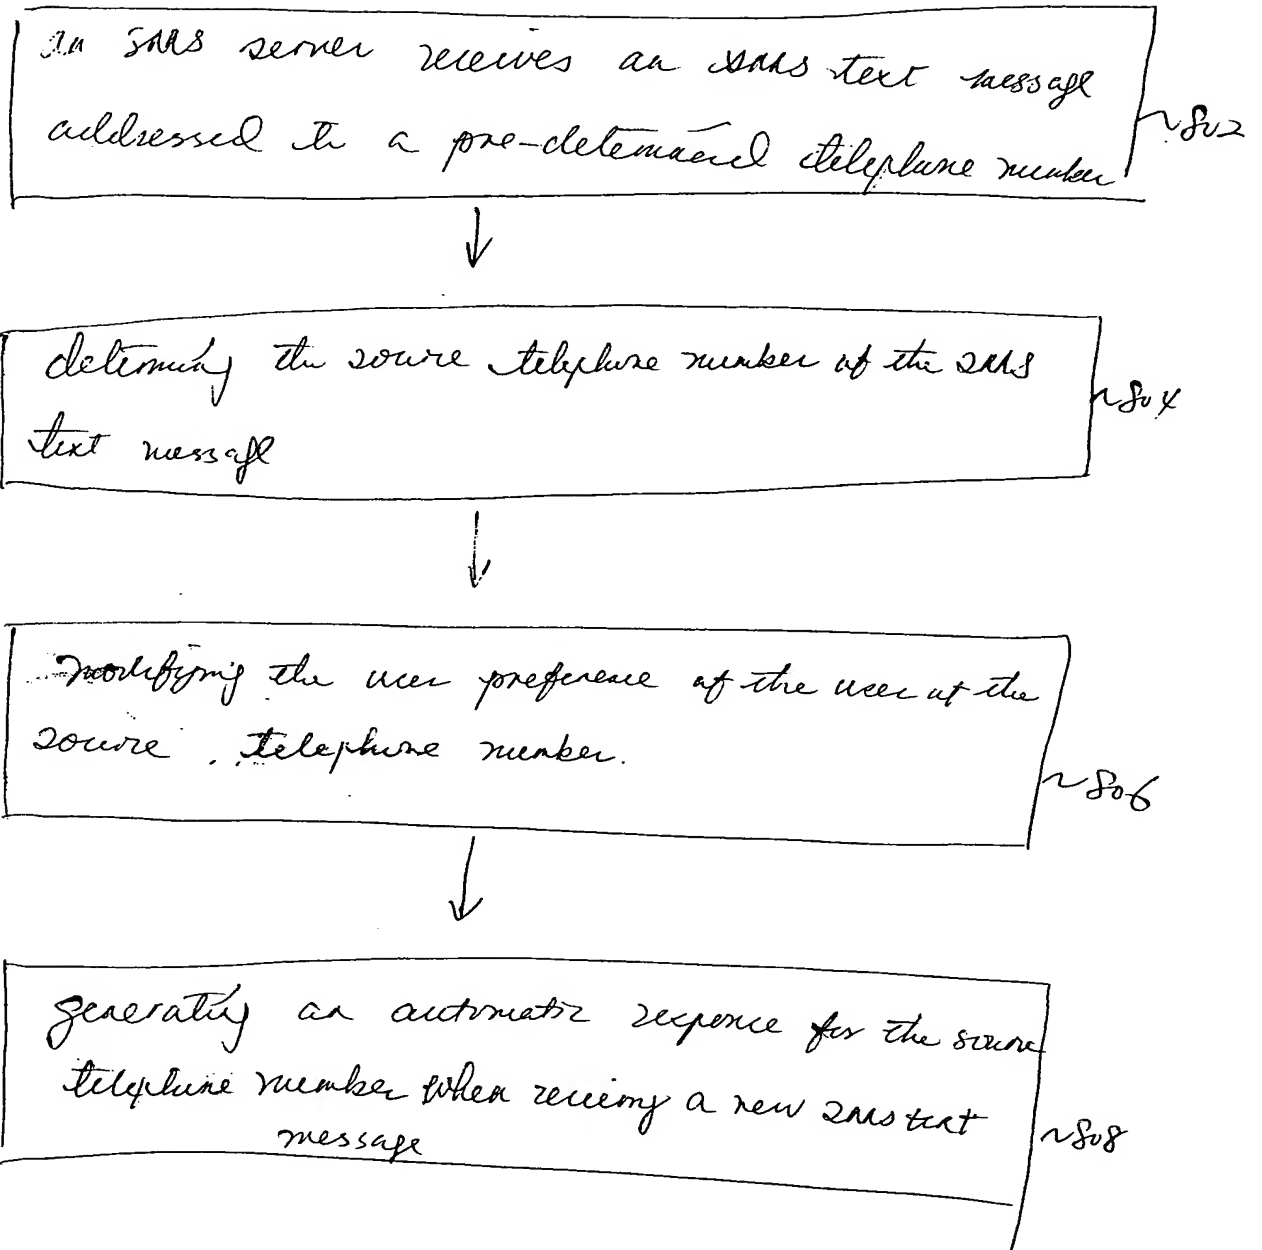 an SMS server receives an SMS text message
addressed to a pre-determined telephone number
~802
determining the source telephone number of the SMS
~804
text message
modifying the user preference of the user at the
source telephone number.
~806
generating an automatic response for the source
telephone number when receiving a new SMS text
message
~808